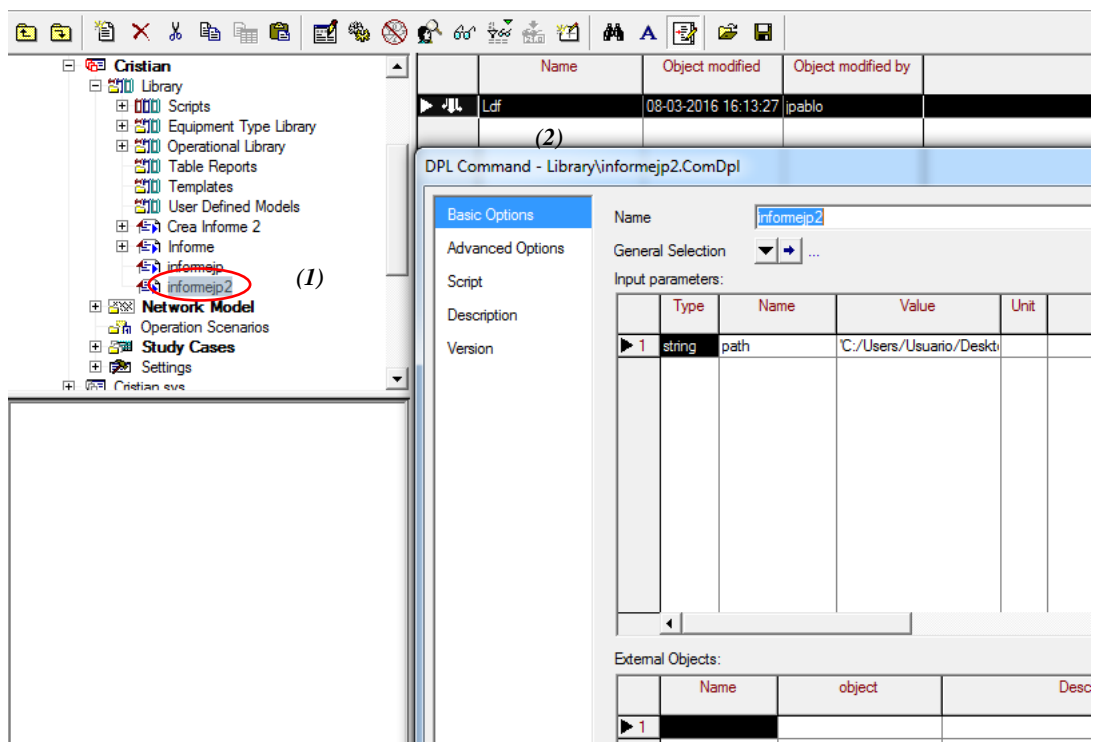 Cristian
Library
Scripts
Equipment Type Library
Operational Library
Table Reports
Templates
User Defined Models
Crea Informe 2
Informe
informejp
informejp2
(1)
Network Model
Operation Scenarios
Study Cases
Settings
Cristian sys
Name Object modified Object modified by
Ldf 08-03-2016 16:13:27 jpablo
(2)
DPL Command - Library\informejp2.ComDpl
Basic Options
Advanced Options
Script
Description
Version
Name informejp2
General Selection ...
Input parameters:
Type Name Value Unit
1 string path 'C:/Users/Usuario/Deskt
External Objects:
Name object Desc
1